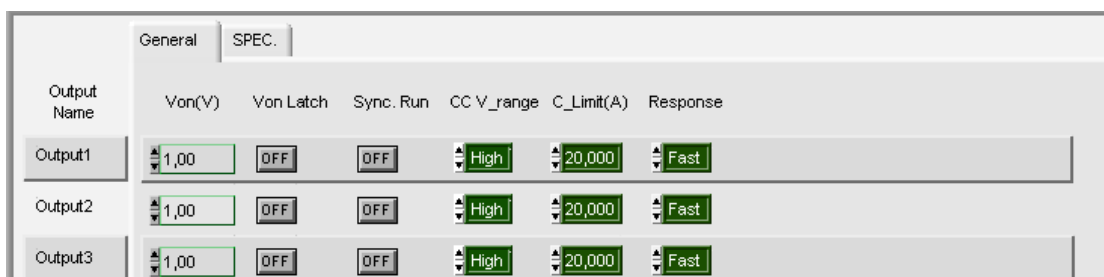 General SPEC.
Output Name Von(V) Von Latch Sync. Run CC V_range C_Limit(A) Response
Output1 1,00 OFF OFF High 20,000 Fast
Output2 1,00 OFF OFF High 20,000 Fast
Output3 1,00 OFF OFF High 20,000 Fast